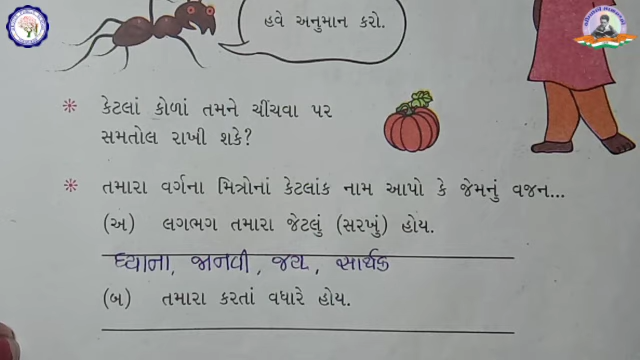 હવે અનુમાન કરો.
* કેટલાં કોળાં તમને ચીંચવા પર
સમતોલ રાખી શકે?
* તમારા વર્ગના મિત્રોનાં કેટલાંક નામ આપો કે જેમનું વજન...
(અ) લગભગ તમારા જેટલું (સરખું) હોય.
ધ્યાના, જાનવી, જય, સાર્થક
(બ) તમારા કરતાં વધારે હોય.